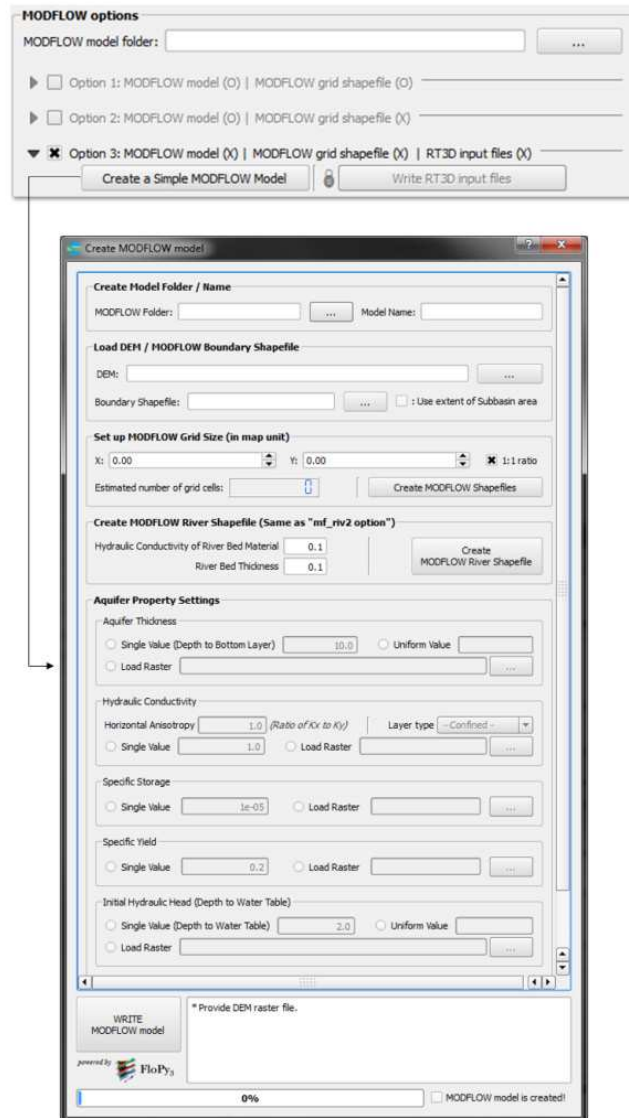 MODFLOW options
MODFLOW model folder: ...
Option 1: MODFLOW model (O) | MODFLOW grid shapefile (O)
Option 2: MODFLOW model (O) | MODFLOW grid shapefile (X)
Option 3: MODFLOW model (X) | MODFLOW grid shapefile (X) | RT3D input files (X)
Create a Simple MODFLOW Model Write RT3D input files
Create MODFLOW model
Create Model Folder / Name
MODFLOW Folder: ... Model Name:
Load DEM / MODFLOW Boundary Shapefile
DEM: ...
Boundary Shapefile: ... : Use extent of Subbasin area
Set up MODFLOW Grid Size (in map unit)
X: 0.00 Y: 0.00 1:1 ratio
Estimated number of grid cells: 0 Create MODFLOW Shapefiles
Create MODFLOW River Shapefile (Same as "mf_riv2 option")
Hydraulic Conductivity of River Bed Material 0.1
River Bed Thickness 0.1
Create
MODFLOW River Shapefile
Aquifer Property Settings
Aquifer Thickness
Single Value (Depth to Bottom Layer) 10.0 Uniform Value
Load Raster ...
Hydraulic Conductivity
Horizontal Anisotropy 1.0 (Ratio of Kx to Ky) Layer type - Confined -
Single Value 1.0 Load Raster ...
Specific Storage
Single Value 1e-05 Load Raster ...
Specific Yield
Single Value 0.2 Load Raster ...
Initial Hydraulic Head (Depth to Water Table)
Single Value (Depth to Water Table) 2.0 Uniform Value
Load Raster ...
WRITE
MODFLOW model
* Provide DEM raster file.
powered by FloPy3
0% MODFLOW model is created!